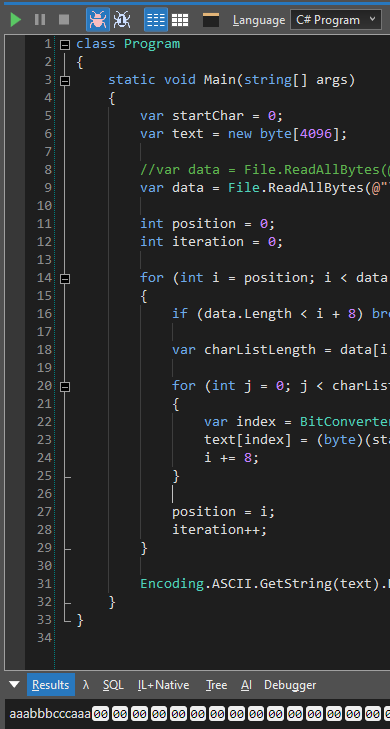 Language C# Program
1 class Program
2 {
3 static void Main(string[] args)
4 {
5 var startChar = 0;
6 var text = new byte[4096];
7
8 //var data = File.ReadAllBytes(@
9 var data = File.ReadAllBytes(@"
10
11 int position = 0;
12 int iteration = 0;
13
14 for (int i = position; i < data
15 {
16 if (data.Length < i + 8) br
17
18 var charListLength = data[i
19
20 for (int j = 0; j < charList
21 {
22 var index = BitConverter
23 text[index] = (byte)(sta
24 i += 8;
25 }
26
27 position = i;
28 iteration++;
29 }
30
31 Encoding.ASCII.GetString(text).
32 }
33 }
34
Results λ SQL IL+Native Tree AI Debugger
aaabbbcccaaa00 00 00 00 00 00 00 00 00 00 00 00 00 00 00 00